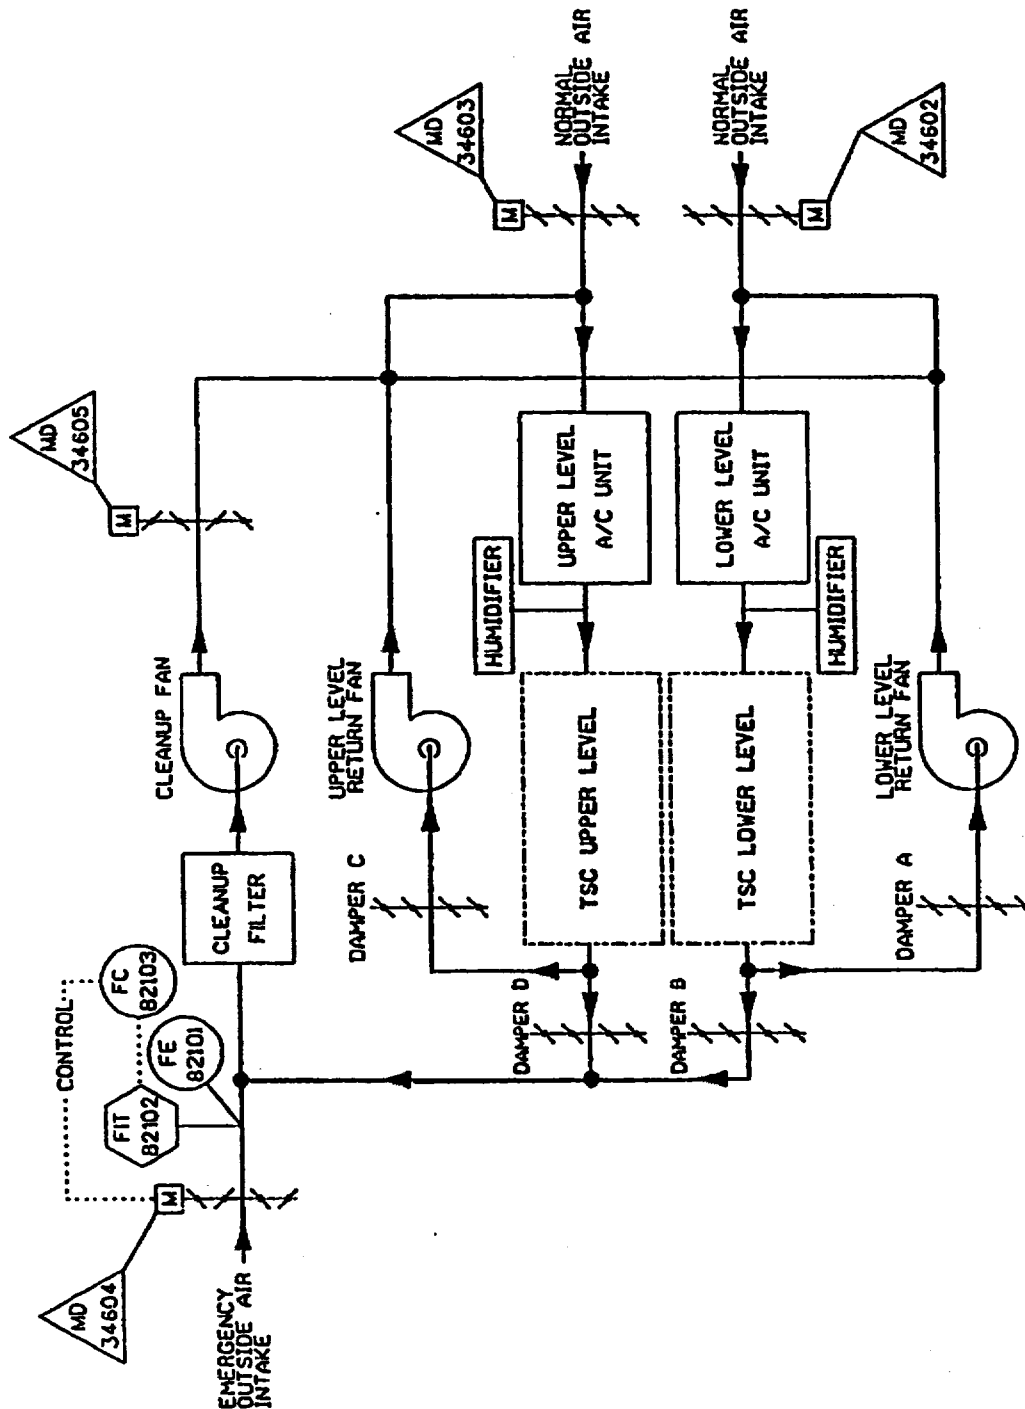 MD
34604
EMERGENCY
OUTSIDE AIR
INTAKE
M
CONTROL
FIT
82102
FE
82101
FC
82103
CLEANUP
FILTER
CLEANUP FAN
M
MD
34605
UPPER LEVEL
RETURN FAN
DAMPER C
DAMPER D
TSC UPPER LEVEL
HUMIDIFIER
UPPER LEVEL
A/C UNIT
M
MD
34603
NORMAL
OUTSIDE AIR
INTAKE
DAMPER B
TSC LOWER LEVEL
LOWER LEVEL
A/C UNIT
HUMIDIFIER
NORMAL
OUTSIDE AIR
INTAKE
M
MD
34602
DAMPER A
LOWER LEVEL
RETURN FAN